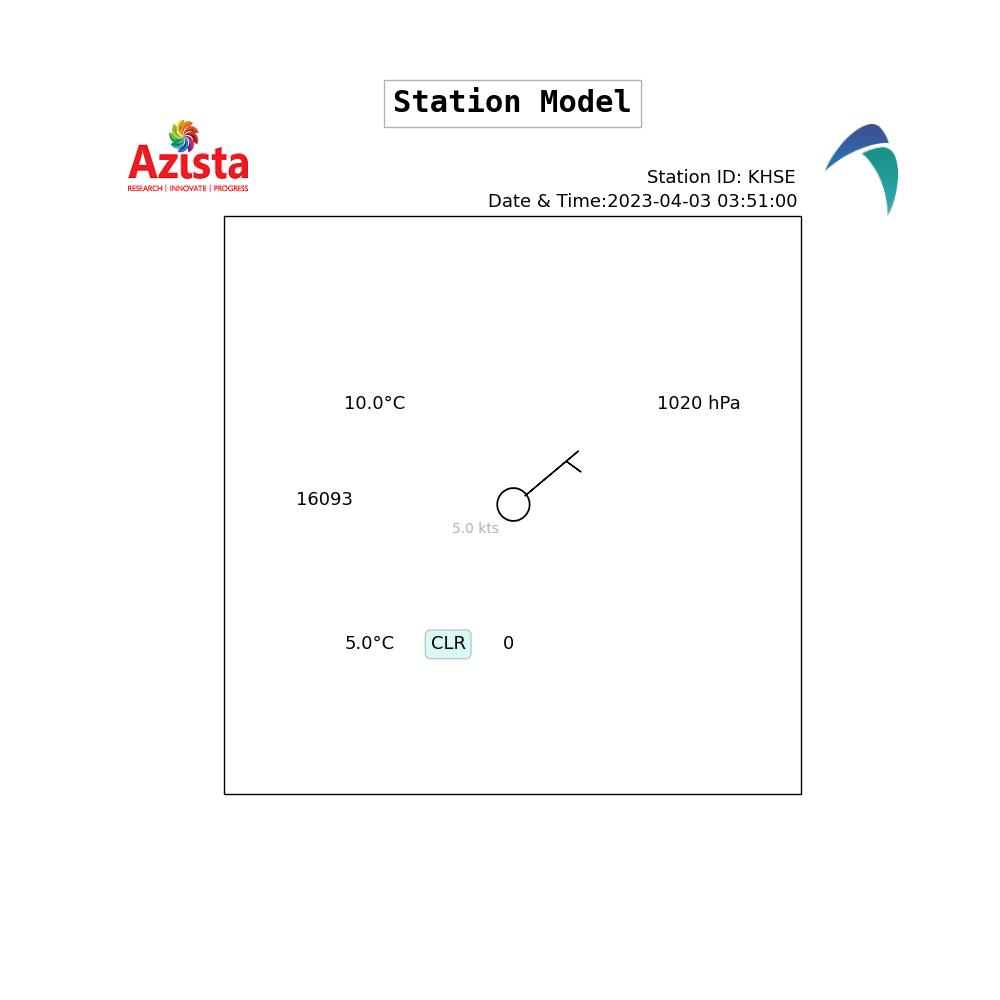 Station Model
Azista
RESEARCH | INNOVATE | PROGRESS
Station ID: KHSE
Date & Time:2023-04-03 03:51:00
10.0°C
1020 hPa
16093
5.0 kts
5.0°C
CLR
0